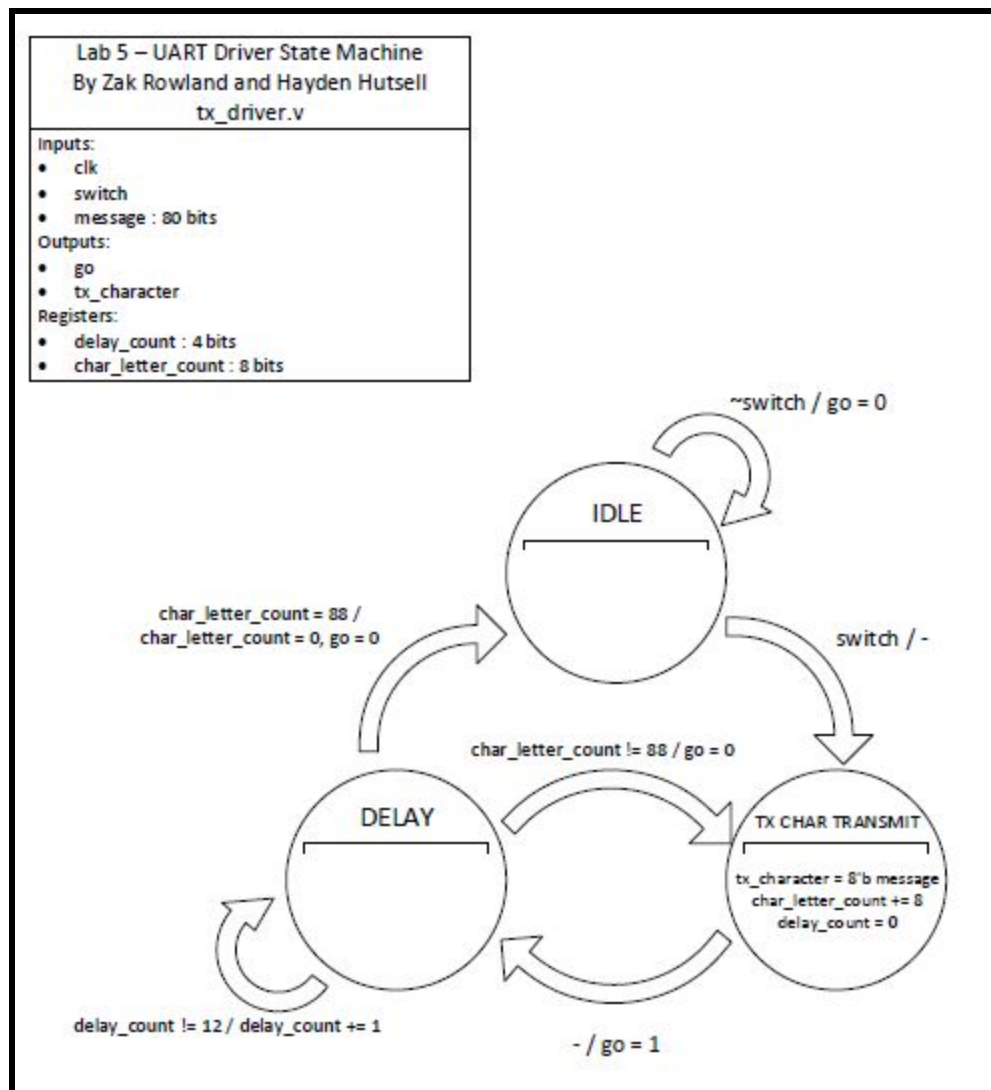 Lab 5 – UART Driver State Machine
By Zak Rowland and Hayden Hutsell
tx_driver.v
Inputs:
• clk
• switch
• message : 80 bits
Outputs:
• go
• tx_character
Registers:
• delay_count : 4 bits
• char_letter_count : 8 bits
~switch / go = 0
IDLE
char_letter_count = 88 /
char_letter_count = 0, go = 0
switch / -
char_letter_count != 88 / go = 0
DELAY
TX CHAR TRANSMIT
tx_character = 8'b message
char_letter_count += 8
delay_count = 0
delay_count != 12 / delay_count += 1
- / go = 1